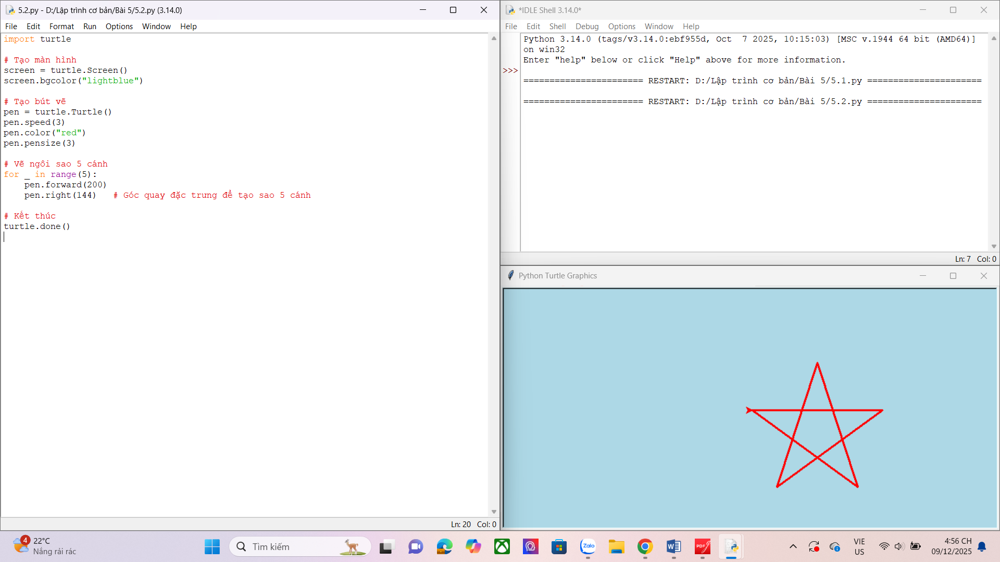 5.2.py - D:/Lập trình cơ bản/Bài 5/5.2.py (3.14.0)
File Edit Format Run Options Window Help
import turtle
# Tạo màn hình
screen = turtle.Screen()
screen.bgcolor("lightblue")
# Tạo bút vẽ
pen = turtle.Turtle()
pen.speed(3)
pen.color("red")
pen.pensize(3)
# Vẽ ngôi sao 5 cánh
for _ in range(5):
    pen.forward(200)
    pen.right(144)   # Góc quay đặc trưng để tạo sao 5 cánh
# Kết thúc
turtle.done()
Ln: 20 Col: 0
*IDLE Shell 3.14.0*
File Edit Shell Debug Options Window Help
Python 3.14.0 (tags/v3.14.0:ebf955d, Oct  7 2025, 10:15:03) [MSC v.1944 64 bit (AMD64)]
on win32
Enter "help" below or click "Help" above for more information.
>>>
======================= RESTART: D:/Lập trình cơ bản/Bài 5/5.1.py ======================
======================= RESTART: D:/Lập trình cơ bản/Bài 5/5.2.py ======================
Ln: 7 Col: 0
Python Turtle Graphics
4
22°C
Nắng rải rác
Tìm kiếm
Zalo
W
PDF
VIE
US
4:56 CH
09/12/2025